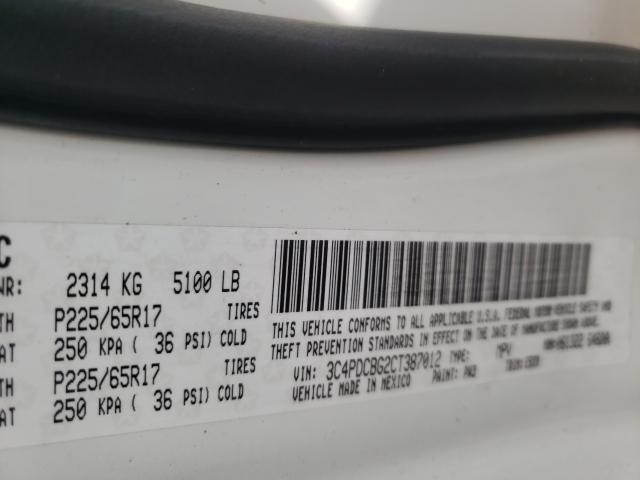 C
WR: 2314 KG 5100 LB
TH P225/65R17 TIRES
AT 250 KPA ( 36 PSI) COLD
TH P225/65R17 TIRES
AT 250 KPA ( 36 PSI) COLD
THIS VEHICLE CONFORMS TO ALL APPLICABLE U.S.A. FEDERAL MOTOR VEHICLE SAFETY AND
THEFT PREVENTION STANDARDS IN EFFECT ON THE DATE OF MANUFACTURE SHOWN ABOVE.
VIN: 3C4PDCBG2CT387012 TYPE: MPV
VEHICLE MADE IN MEXICO PAINT: PW3